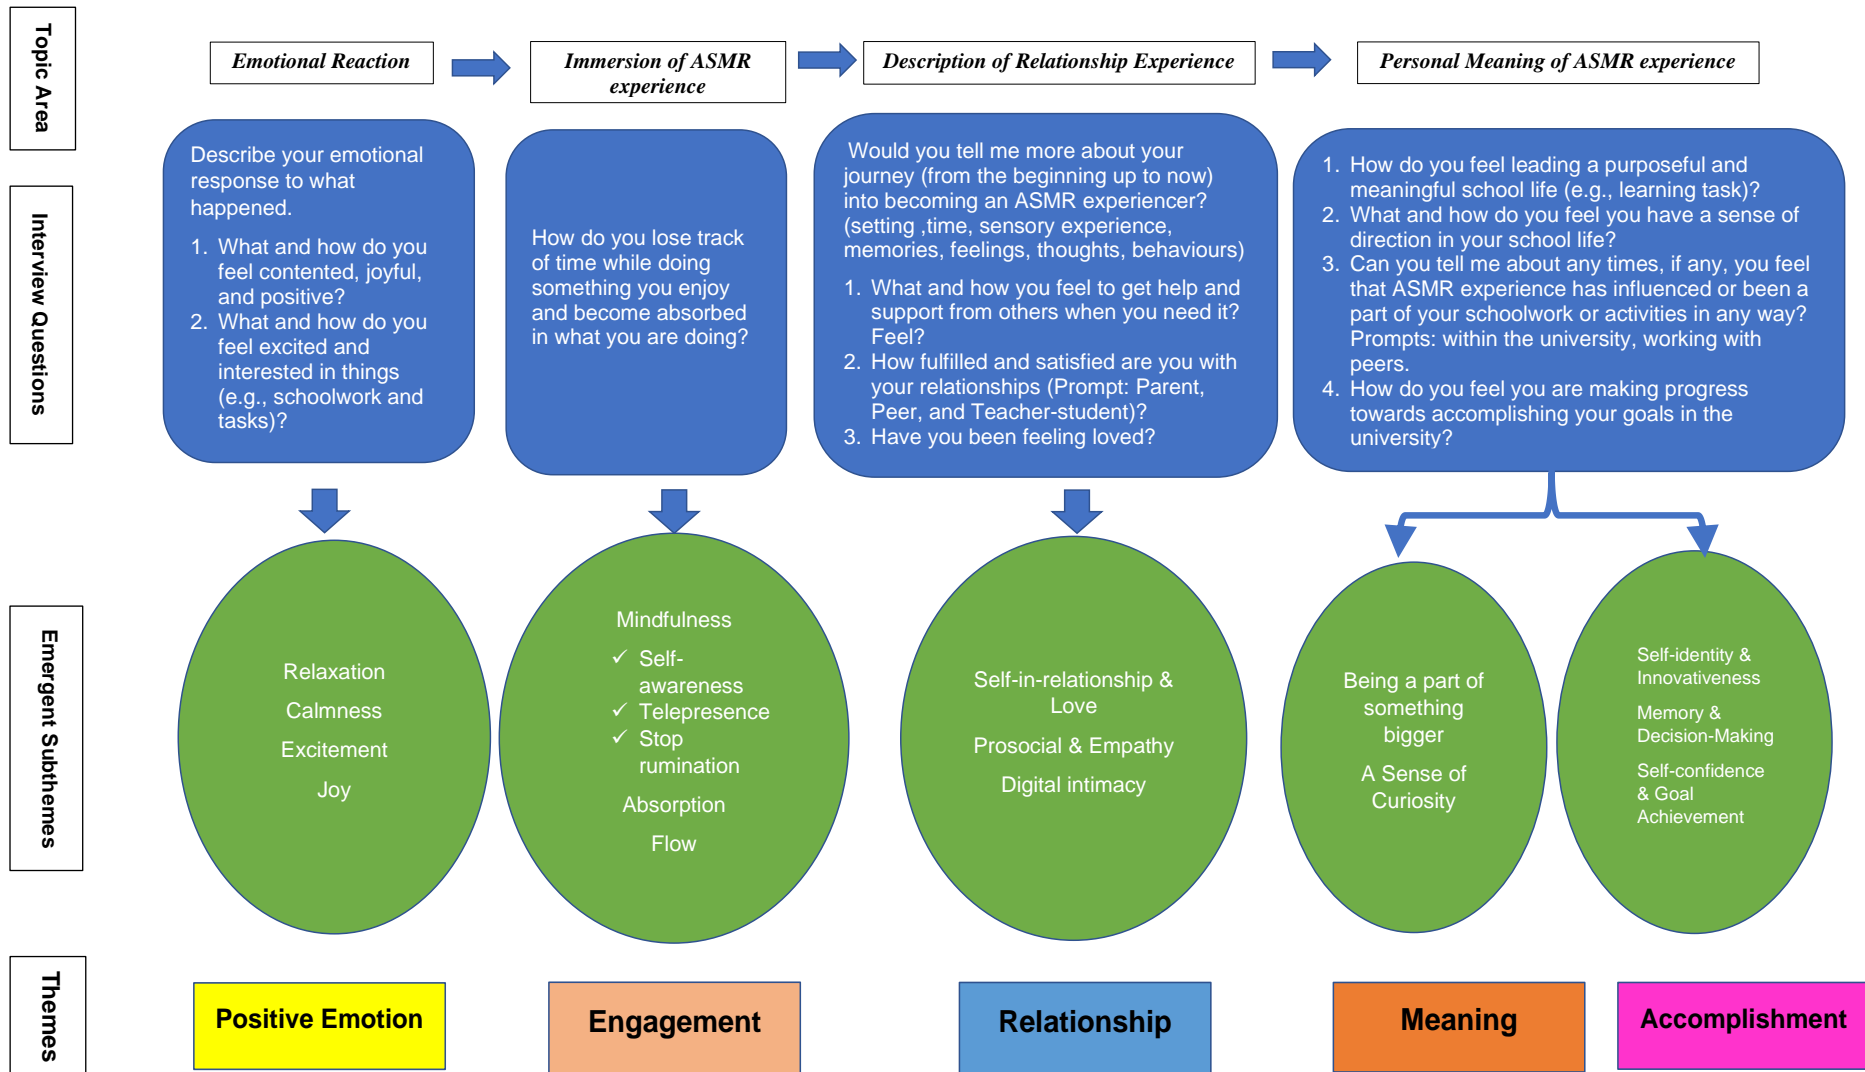 Topic Area
Emotional Reaction
Immersion of ASMR
experience
Description of Relationship Experience
Personal Meaning of ASMR experience
Interview Questions
Describe your emotional
response to what
happened.
1. What and how do you
feel contented, joyful,
and positive?
2. What and how do you
feel excited and
interested in things
(e.g., schoolwork and
tasks)?
How do you lose track
of time while doing
something you enjoy
and become absorbed
in what you are doing?
Would you tell me more about your
journey (from the beginning up to now)
into becoming an ASMR experiencer?
(setting ,time, sensory experience,
memories, feelings, thoughts, behaviours)
1. What and how you feel to get help and
support from others when you need it?
Feel?
2. How fulfilled and satisfied are you with
your relationships (Prompt: Parent,
Peer, and Teacher-student)?
3. Have you been feeling loved?
1. How do you feel leading a purposeful and
meaningful school life (e.g., learning task)?
2. What and how do you feel you have a sense of
direction in your school life?
3. Can you tell me about any times, if any, you feel
that ASMR experience has influenced or been a
part of your schoolwork or activities in any way?
Prompts: within the university, working with
peers.
4. How do you feel you are making progress
towards accomplishing your goals in the
university?
Emergent Subthemes
Relaxation
Calmness
Excitement
Joy
Mindfulness
✓ Self-
awareness
✓ Telepresence
✓ Stop
rumination
Absorption
Flow
Self-in-relationship &
Love
Prosocial & Empathy
Digital intimacy
Being a part of
something
bigger
A Sense of
Curiosity
Self-identity &
Innovativeness
Memory &
Decision-Making
Self-confidence
& Goal
Achievement
Themes
Positive Emotion
Engagement
Relationship
Meaning
Accomplishment